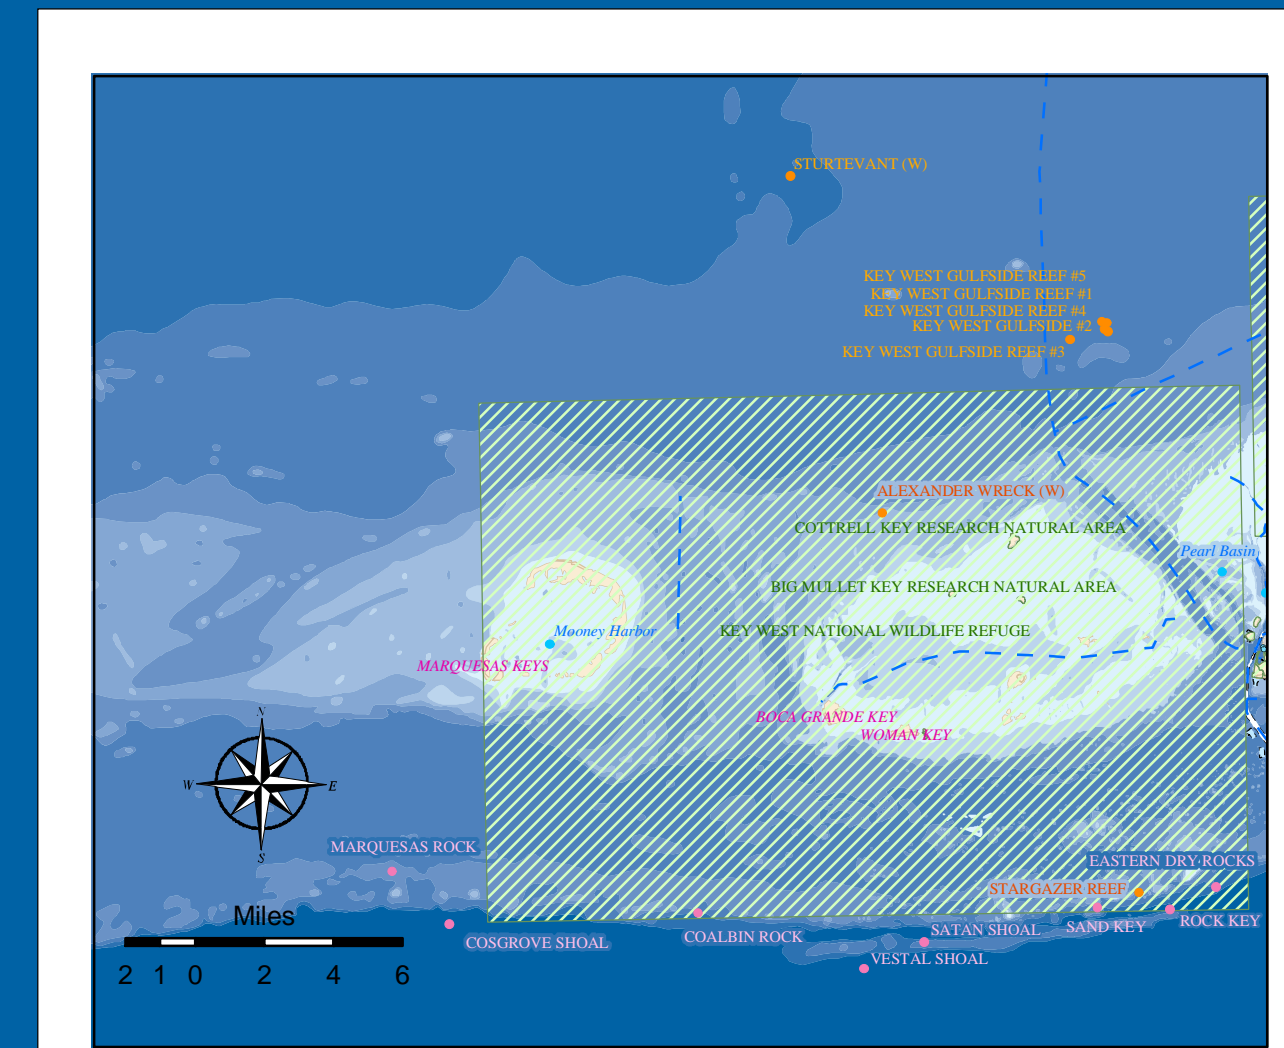 STURTEVANT (W)
KEY WEST GULFSIDE REEF #5
KEY WEST GULFSIDE REEF #1
KEY WEST GULFSIDE REEF #4
KEY WEST GULFSIDE #2
KEY WEST GULFSIDE REEF #3
ALEXANDER WRECK (W)
COTTRELL KEY RESEARCH NATURAL AREA
Pearl Basin
BIG MULLET KEY RESEARCH NATURAL AREA
Mooney Harbor
KEY WEST NATIONAL WILDLIFE REFUGE
MARQUESAS KEYS
BOCA GRANDE KEY
WOMAN KEY
N
W
E
S
MARQUESAS ROCK
EASTERN DRY ROCKS
STARGAZER REEF
Miles
ROCK KEY
SAND KEY
SATAN SHOAL
COALBIN ROCK
COSGROVE SHOAL
VESTAL SHOAL
2 1 0 2 4 6